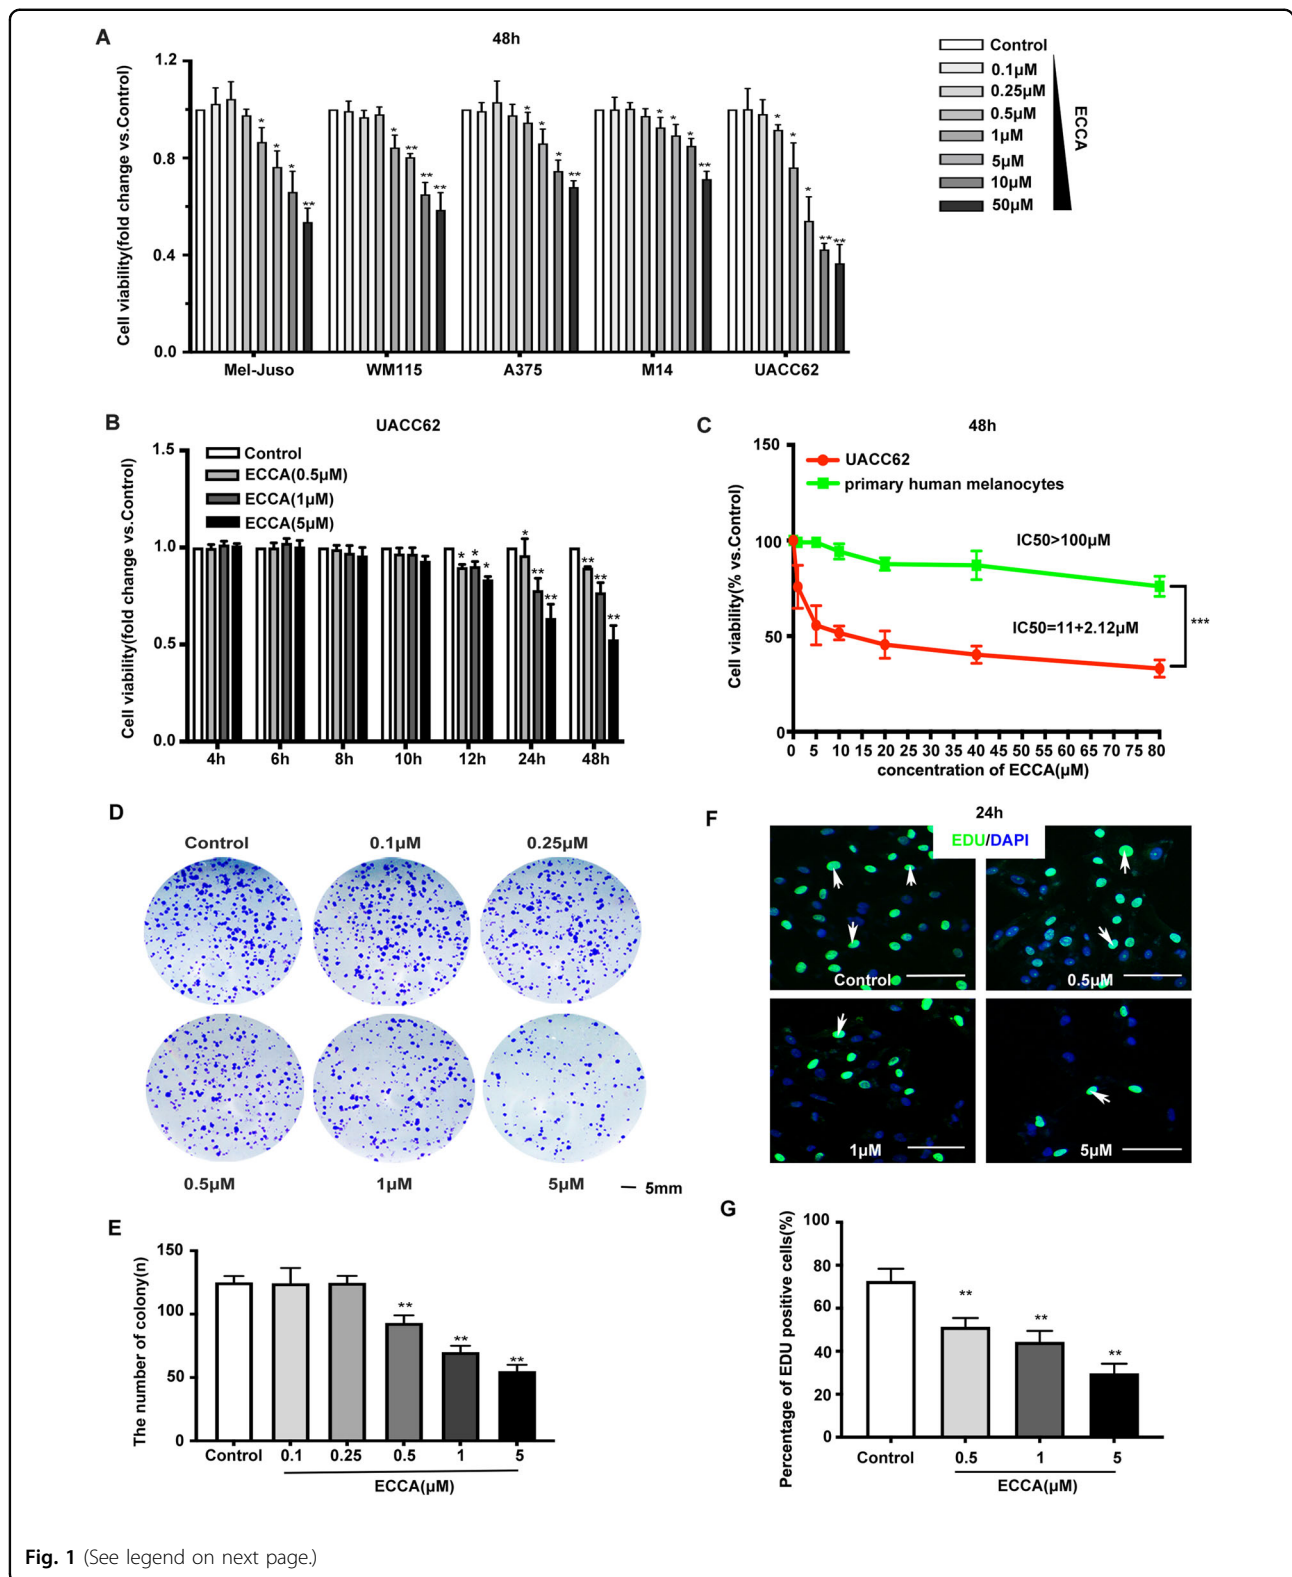 A
48h
Cell viability(fold change vs.Control)
1.2
0.8
0.4
0.0
* * * **
* ** ** **
* * * **
* * * **
* * * ** **
Mel-Juso WM115 A375 M14 UACC62
Control
0.1μM
0.25μM
0.5μM
1μM
5μM
10μM
50μM
ECCA
B
UACC62
Cell viability(fold change vs.Control)
1.5
1.0
0.5
0.0
Control
ECCA(0.5μM)
ECCA(1μM)
ECCA(5μM)
* * *
* ** **
** ** **
4h 6h 8h 10h 12h 24h 48h
C
48h
Cell viability(% vs.Control)
150
100
50
0
UACC62
primary human melanocytes
IC50>100μM
IC50=11+2.12μM
***
0 5 10 15 20 25 30 35 40 45 50 55 60 65 70 75 80
concentration of ECCA(μM)
D
Control 0.1μM 0.25μM
0.5μM 1μM 5μM 5mm
E
The number of colony(n)
150
100
50
0
** ** **
Control 0.1 0.25 0.5 1 5
ECCA(μM)
F
24h
EDU/DAPI
Control 0.5μM
1μM 5μM
G
Percentage of EDU positive cells(%)
100
80
60
40
20
0
** ** **
Control 0.5 1 5
ECCA(μM)
Fig. 1 (See legend on next page.)